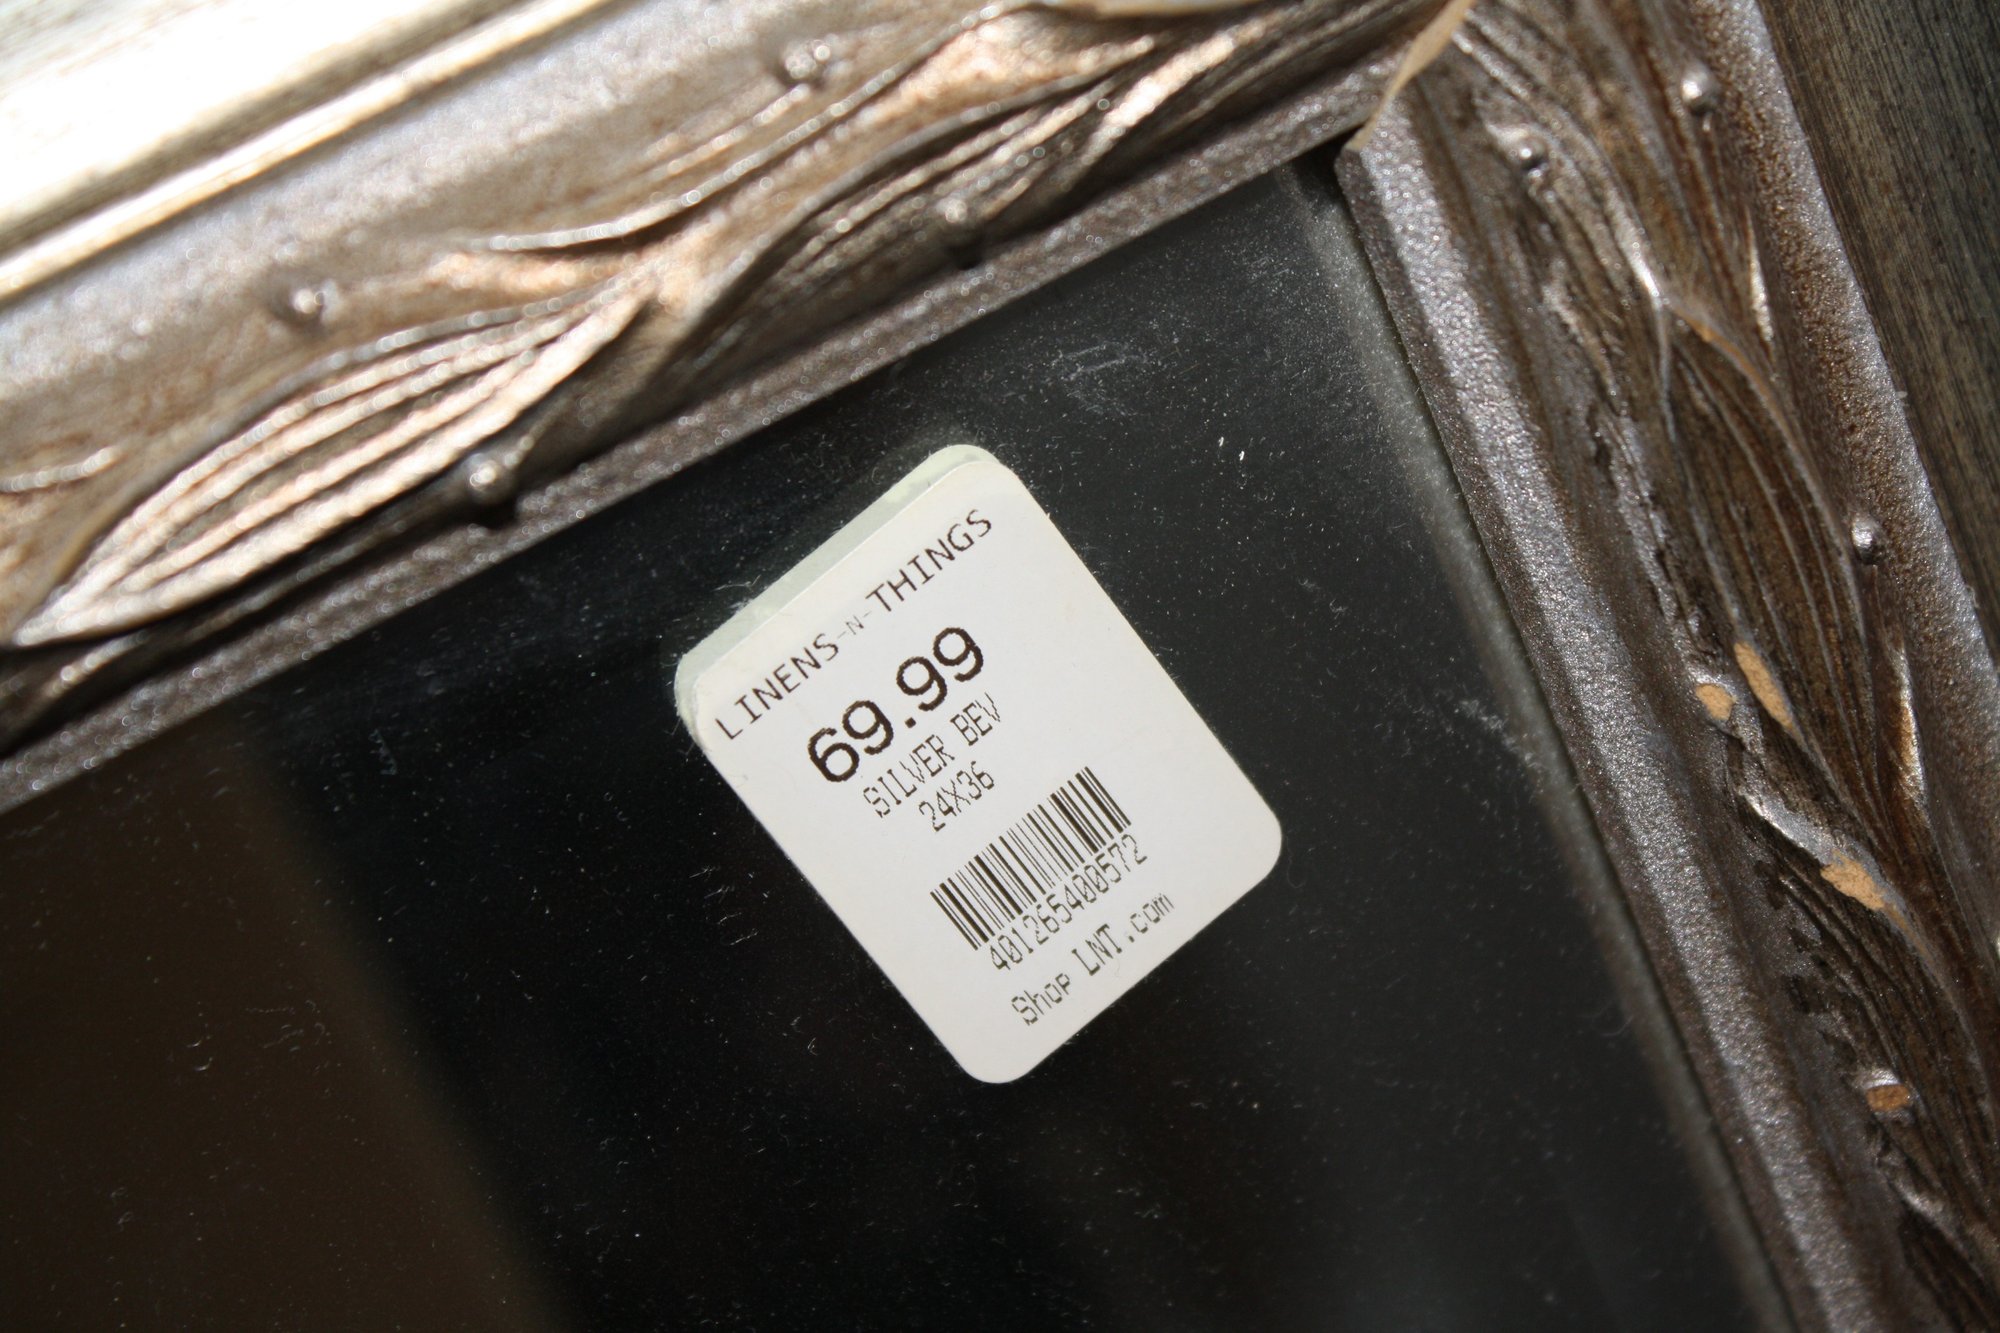 LINENS-N-THINGS
69.99
SILVER BEV
24X36
401265400572
Shop LNT.com